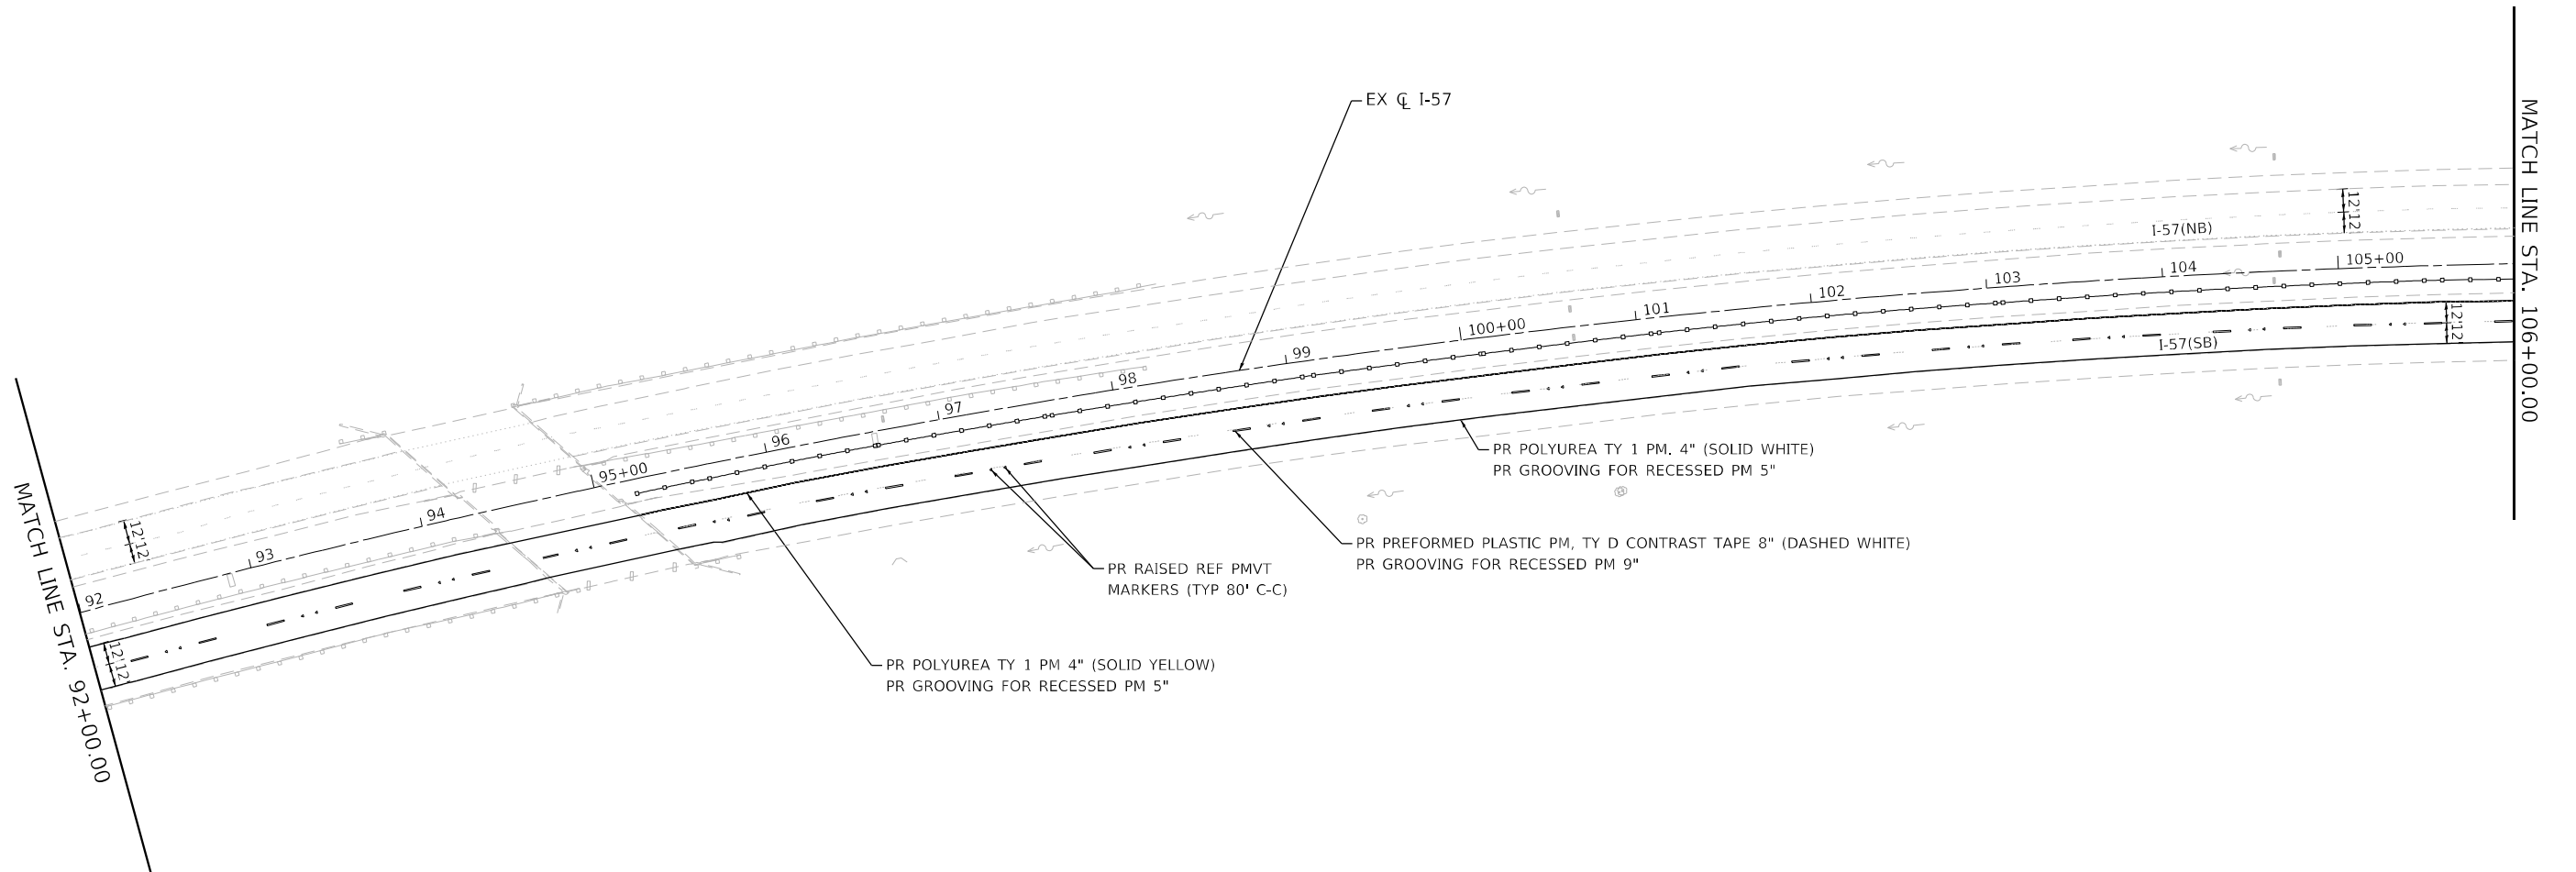 EX ℄ I-57
MATCH LINE STA. 106+00.00
12'12'
I-57(NB)
105+00
104
103
102
101
100+00
99
98
97
96
95+00
94
93
92
12'12'
12'12'
I-57(SB)
PR POLYUREA TY 1 PM. 4" (SOLID WHITE)
PR GROOVING FOR RECESSED PM 5"
PR PREFORMED PLASTIC PM, TY D CONTRAST TAPE 8" (DASHED WHITE)
PR GROOVING FOR RECESSED PM 9"
PR RAISED REF PMVT
MARKERS (TYP 80' C-C)
PR POLYUREA TY 1 PM 4" (SOLID YELLOW)
PR GROOVING FOR RECESSED PM 5"
12'12'
MATCH LINE STA. 92+00.00